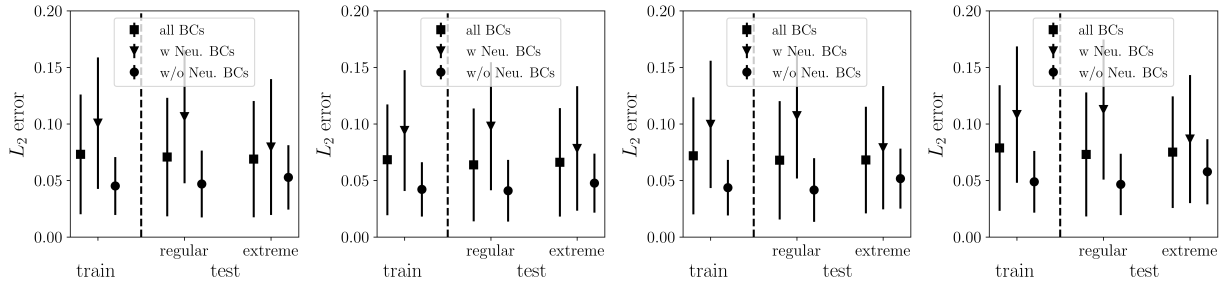 0.20
0.15
0.10
0.05
0.00
L₂ error
all BCs
w Neu. BCs
w/o Neu. BCs
regular
extreme
train
test
0.20
0.15
0.10
0.05
0.00
L₂ error
all BCs
w Neu. BCs
w/o Neu. BCs
regular
extreme
train
test
0.20
0.15
0.10
0.05
0.00
L₂ error
all BCs
w Neu. BCs
w/o Neu. BCs
regular
extreme
train
test
0.20
0.15
0.10
0.05
0.00
L₂ error
all BCs
w Neu. BCs
w/o Neu. BCs
regular
extreme
train
test